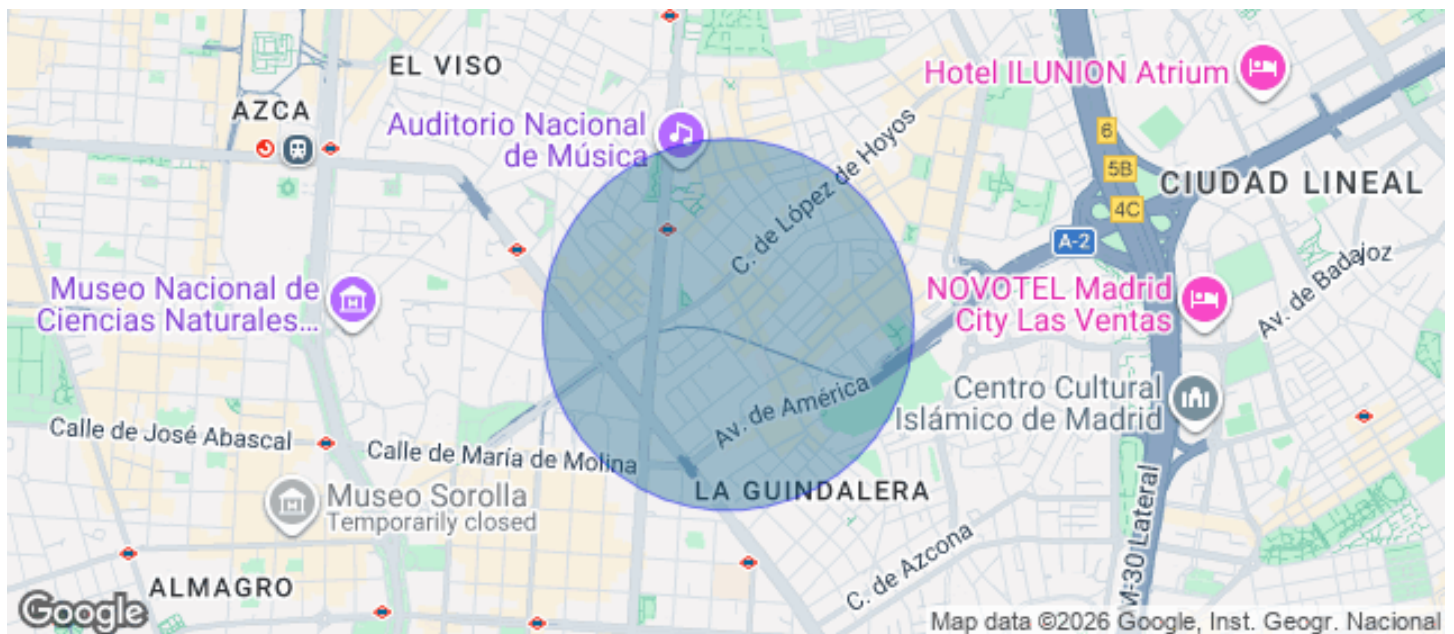 EL VISO
AZCA
Auditorio Nacional
de Música
C. de López de Hoyos
Hotel ILUNION Atrium
6
5B
4C
CIUDAD LINEAL
A-2
Museo Nacional de
Ciencias Naturales...
NOVOTEL Madrid
City Las Ventas
Av. de Badajoz
Centro Cultural
Islámico de Madrid
Av. de América
Calle de José Abascal
Calle de María de Molina
LA GUINDALERA
Museo Sorolla
Temporarily closed
M-30 Lateral
C. de Azcona
ALMAGRO
Google
Map data ©2026 Google, Inst. Geogr. Nacional